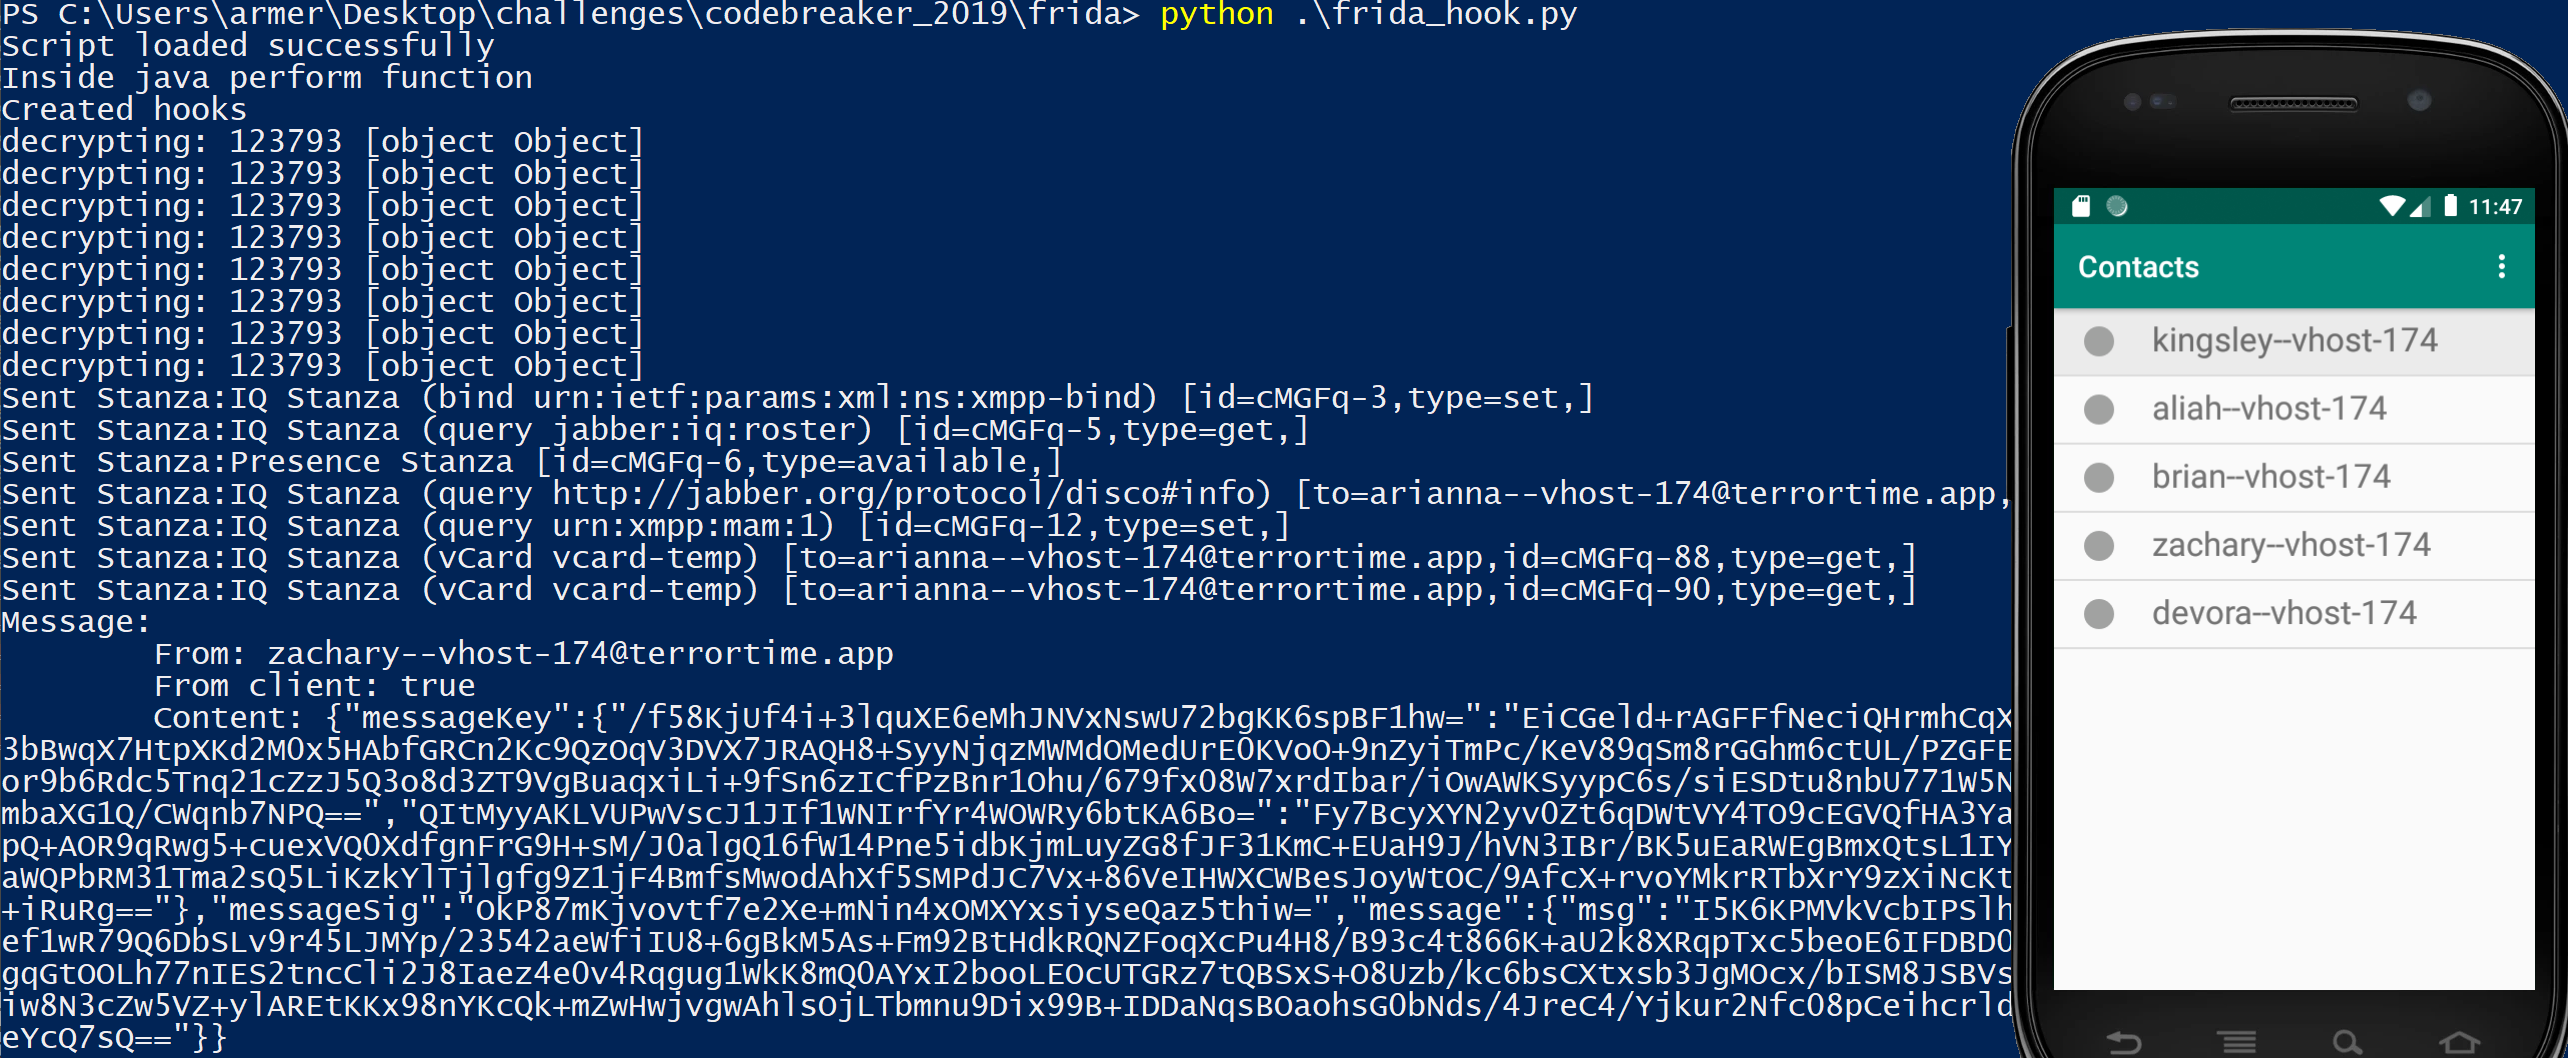 PS C:\Users\armer\Desktop\challenges\codebreaker_2019\frida> python .\frida_hook.py
Script loaded successfully
Inside java perform function
Created hooks
decrypting: 123793 [object Object]
decrypting: 123793 [object Object]
decrypting: 123793 [object Object]
decrypting: 123793 [object Object]
decrypting: 123793 [object Object]
decrypting: 123793 [object Object]
decrypting: 123793 [object Object]
decrypting: 123793 [object Object]
Sent Stanza:IQ Stanza (bind urn:ietf:params:xml:ns:xmpp-bind) [id=cMGFq-3,type=set,]
Sent Stanza:IQ Stanza (query jabber:iq:roster) [id=cMGFq-5,type=get,]
Sent Stanza:Presence Stanza [id=cMGFq-6,type=available,]
Sent Stanza:IQ Stanza (query http://jabber.org/protocol/disco#info) [to=arianna--vhost-174@terrortime.app,
Sent Stanza:IQ Stanza (query urn:xmpp:mam:1) [id=cMGFq-12,type=set,]
Sent Stanza:IQ Stanza (vCard vcard-temp) [to=arianna--vhost-174@terrortime.app,id=cMGFq-88,type=get,]
Sent Stanza:IQ Stanza (vCard vcard-temp) [to=arianna--vhost-174@terrortime.app,id=cMGFq-90,type=get,]
Message:
From: zachary--vhost-174@terrortime.app
From client: true
Content: {"messageKey":{"/f58KjUf4i+3lquXE6eMhJNVxNswU72bgKK6spBF1hw=":"EiCGeld+rAGFFfNeciQHrmhCqX
3bBwqX7HtpXKd2M0x5HAbfGRCn2Kc9QzOqV3DVX7JRAQH8+SyyNjqzMWMdOMedUrE0KVoO+9nZyiTmPc/KeV89qSm8rGGhm6ctUL/PZGFE
or9b6Rdc5Tnq21cZzJ5Q3o8d3ZT9VgBuaqxiLi+9fSn6zICfPzBnr1Ohu/679fx08W7xrdIbar/iOwAWKSyypC6s/siESDtu8nbU771W5N
mbaXG1Q/CWqnb7NPQ==","QItMyyAKLVUPwVscJ1JIf1WNIrfYr4WOWRy6btKA6Bo=":"Fy7BcyXYN2yv0Zt6qDWtVY4TO9cEGVQfHA3Ya
pQ+AOR9qRwg5+cuexVQ0XdfgnFrG9H+sM/J0algQ16fW14Pne5idbKjmLuyZG8fJF31KmC+EUaH9J/hVN3IBr/BK5uEaRWEgBmxQtsL1IY
aWQPbRM31Tma2sQ5LiKzkYlTjlgfg9Z1jF4BmfsMwodAhXf5SMPdJC7Vx+86VeIHWXCWBesJoyWtOC/9AfcX+rvoYMkrRTbXrY9zXiNcKt
+iRuRg=="},"messageSig":"OkP87mKjvovtf7e2Xe+mNin4xOMXYxsiyseQaz5thiw=","message":{"msg":"I5K6KPMVkVcbIPSlh
ef1wR79Q6DbSLv9r45LJMYp/23542aeWfiIU8+6gBkM5As+Fm92BtHdkRQNZFoqXcPu4H8/B93c4t866K+aU2k8XRqpTxc5beoE6IFDBD0
gqGtOOLh77nIES2tncCli2J8Iaez4e0v4Rqgug1WkK8mQ0AYxI2booLEOcUTGRz7tQBSxS+O8Uzb/kc6bsCXtxsb3JgMOcx/bISM8JSBVs
iw8N3cZw5VZ+ylAREtKKx98nYKcQk+mZwHwjvgwAhlsOjLTbmnu9Dix99B+IDDaNqsBOaohsG0bNds/4JreC4/Yjkur2Nfc08pCeihcrld
eYcQ7sQ=="}}
11:47
Contacts
kingsley--vhost-174
aliah--vhost-174
brian--vhost-174
zachary--vhost-174
devora--vhost-174